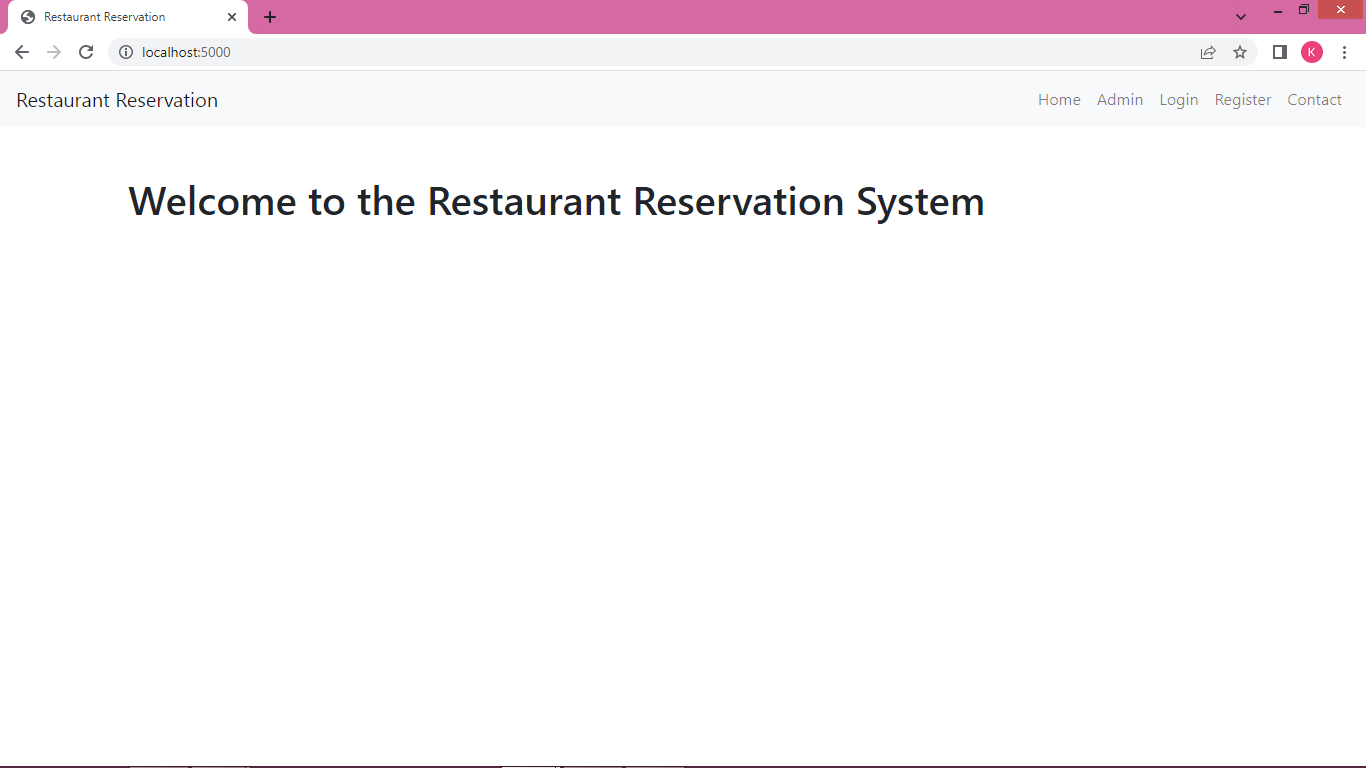 Restaurant Reservation
localhost:5000
K
Restaurant Reservation Home Admin Login Register Contact
Welcome to the Restaurant Reservation System